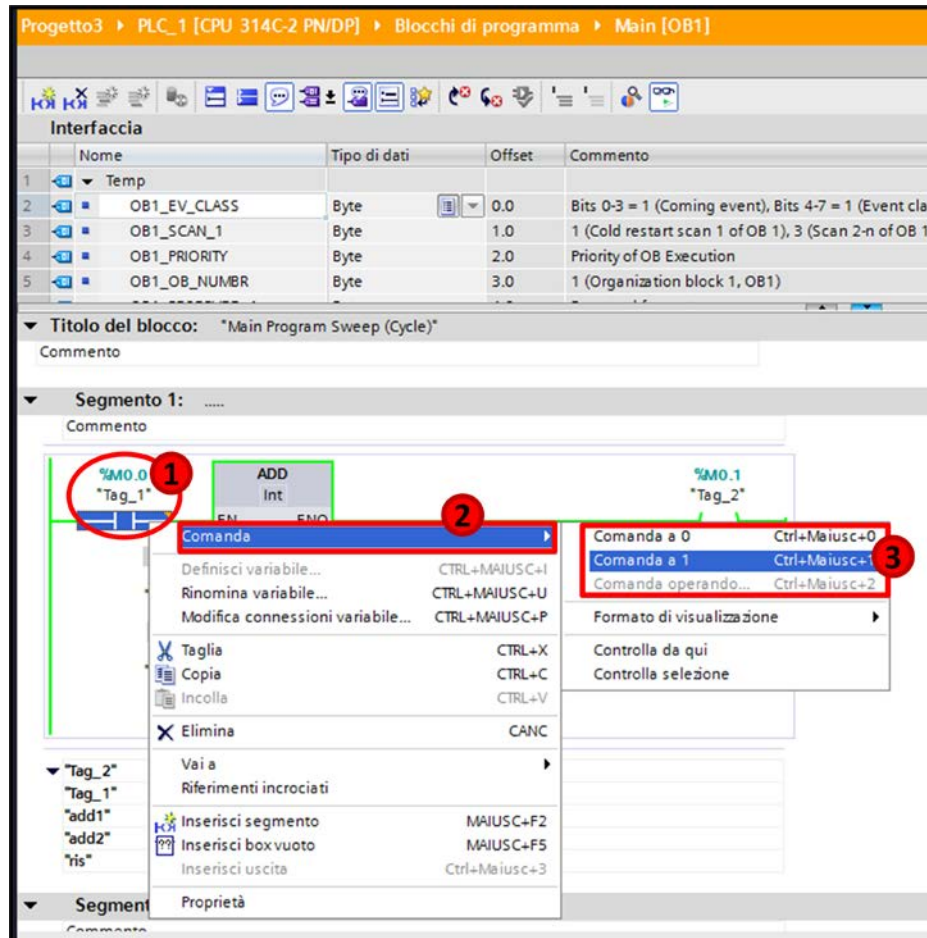 Progetto3 ▸ PLC_1 [CPU 314C-2 PN/DP] ▸ Blocchi di programma ▸ Main [OB1]
Interfaccia
Nome Tipo di dati Offset Commento
1 Temp
2 OB1_EV_CLASS Byte 0.0 Bits 0-3 = 1 (Coming event), Bits 4-7 = 1 (Event cla
3 OB1_SCAN_1 Byte 1.0 1 (Cold restart scan 1 of OB 1), 3 (Scan 2-n of OB 1
4 OB1_PRIORITY Byte 2.0 Priority of OB Execution
5 OB1_OB_NUMBR Byte 3.0 1 (Organization block 1, OB1)
Titolo del blocco: "Main Program Sweep (Cycle)"
Commento
Segmento 1: .....
Commento
%M0.0 1 ADD %M0.1
"Tag_1" Int "Tag_2"
EN ENO 2
Comanda Comanda a 0 Ctrl+Maiusc+0
Comanda a 1 Ctrl+Maiusc+1 3
Definisci variabile... CTRL+MAIUSC+I Comanda operando... Ctrl+Maiusc+2
Rinomina variabile... CTRL+MAIUSC+U Formato di visualizzazione
Modifica connessioni variabile... CTRL+MAIUSC+P
Taglia CTRL+X Controlla da qui
Copia CTRL+C Controlla selezione
Incolla CTRL+V
Elimina CANC
Vai a
Riferimenti incrociati
Inserisci segmento MAIUSC+F2
Inserisci box vuoto MAIUSC+F5
Inserisci uscita Ctrl+Maiusc+3
Proprietà
"Tag_2"
"Tag_1"
"add1"
"add2"
"ris"
Segment
Commento